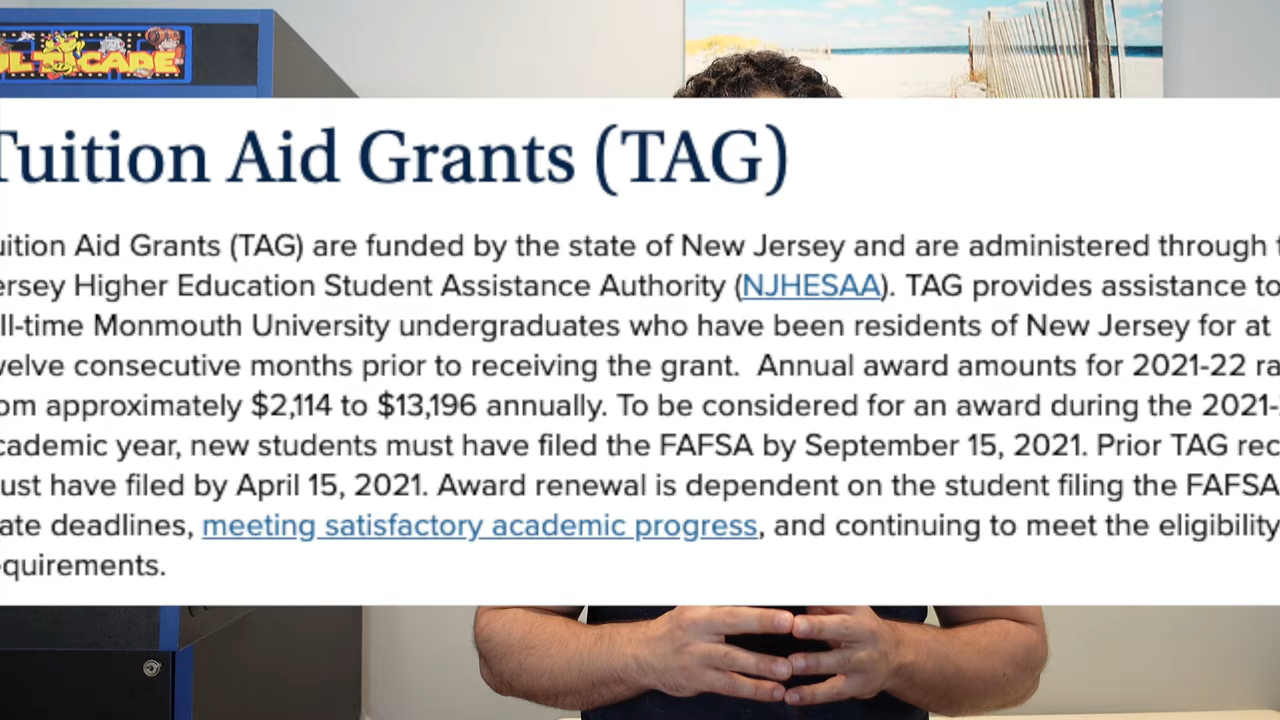 ULTICADE
Tuition Aid Grants (TAG)
uition Aid Grants (TAG) are funded by the state of New Jersey and are administered through t
ersey Higher Education Student Assistance Authority (NJHESAA). TAG provides assistance to
ll-time Monmouth University undergraduates who have been residents of New Jersey for at
welve consecutive months prior to receiving the grant. Annual award amounts for 2021-22 ra
om approximately $2,114 to $13,196 annually. To be considered for an award during the 2021-
cademic year, new students must have filed the FAFSA by September 15, 2021. Prior TAG rec
ust have filed by April 15, 2021. Award renewal is dependent on the student filing the FAFSA
ate deadlines, meeting satisfactory academic progress, and continuing to meet the eligibility
equirements.